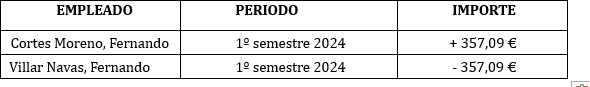 EMPLEADO PERIODO IMPORTE
Cortes Moreno, Fernando 1º semestre 2024 + 357,09 €
Villar Navas, Fernando 1º semestre 2024 - 357,09 €